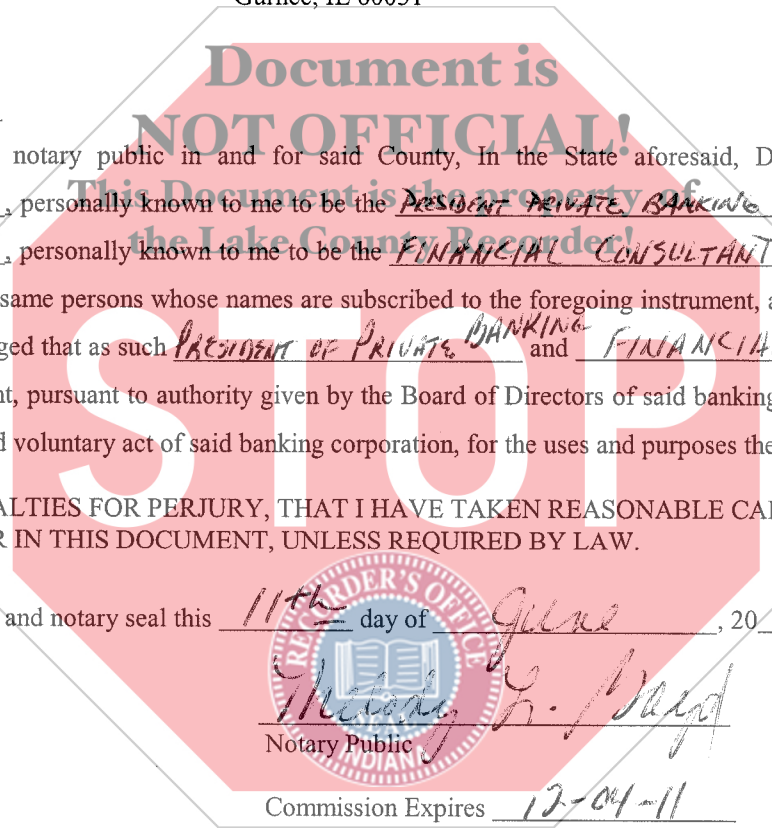 Gurnee, IL 60031
Document is
NOT OFFICIAL!
notary public in and for said County, In the State aforesaid, D
This Document is the property of
, personally known to me to be the PRESIDENT PRIVATE BANKING
the Lake County Recorder!
, personally known to me to be the FINANCIAL CONSULTANT
same persons whose names are subscribed to the foregoing instrument, a
ged that as such PRESIDENT OF PRIVATE BANKING and FINANCIA
STOP
nt, pursuant to authority given by the Board of Directors of said banking
d voluntary act of said banking corporation, for the uses and purposes the
ALTIES FOR PERJURY, THAT I HAVE TAKEN REASONABLE CA
R IN THIS DOCUMENT, UNLESS REQUIRED BY LAW.
RECORDER'S OFFICE
and notary seal this 11th day of June, 20
SEAL
Melody L.
INDIANA
Notary Public
Commission Expires 12-04-11